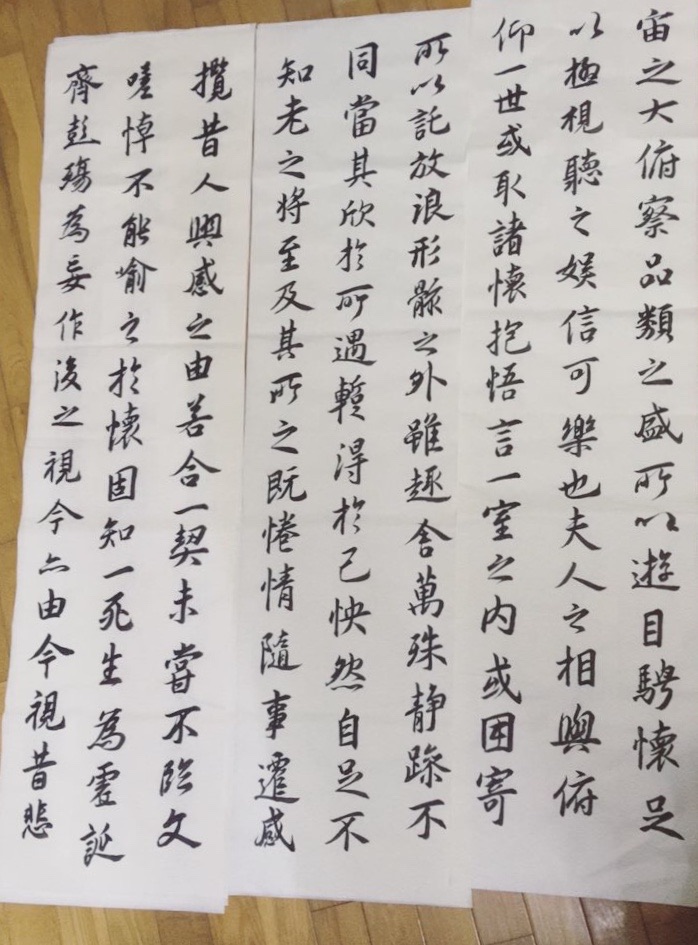 宙之大俯察品類之盛所以遊目騁懷足
以極視聽之娛信可樂也夫人之相與俯
仰一世或取諸懷抱悟言一室之內或因寄
所以託放浪形骸之外雖趣舍萬殊靜躁不
同當其欣於所遇暫得於己怏然自足不
知老之將至及其所之既惓情隨事遷感
攬昔人興感之由若合一契未嘗不臨文
嗟悼不能喻之於懷固知一死生為虛誕
齊彭殤為妄作後之視今亦由今視昔悲